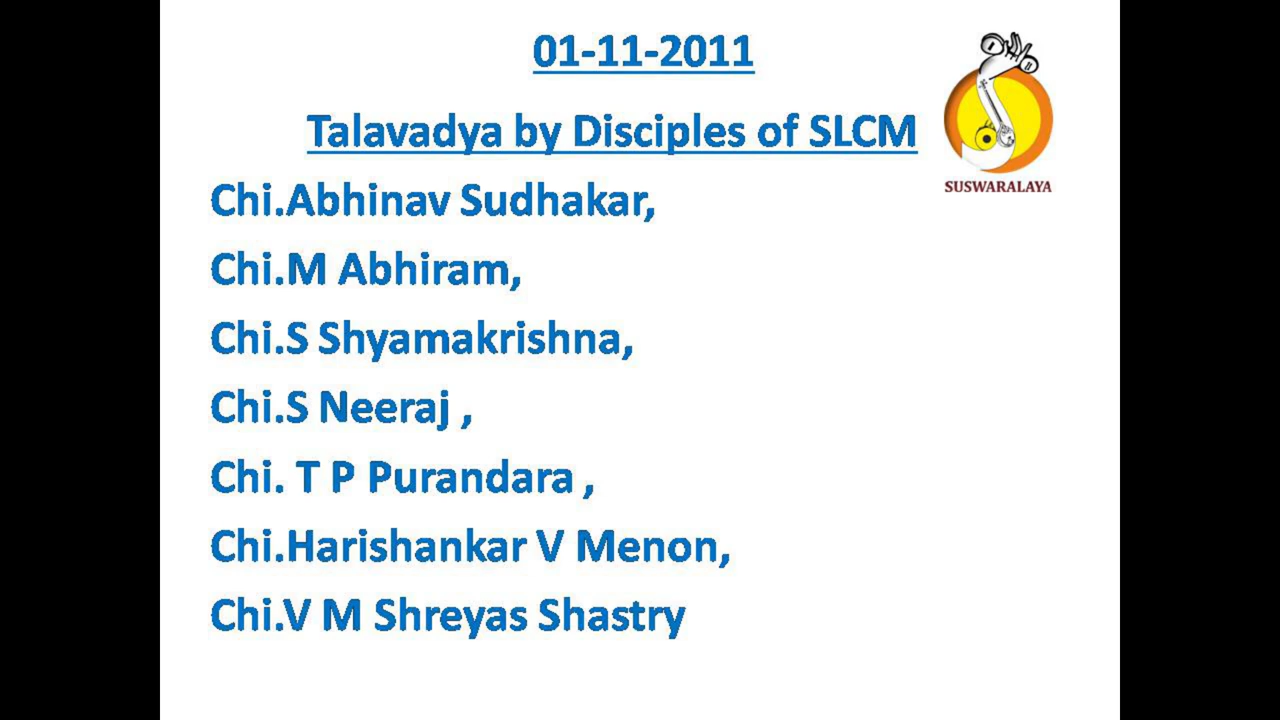 01-11-2011
Talavadya by Disciples of SLCM
SUSWARALAYA
Chi.Abhinav Sudhakar,
Chi.M Abhiram,
Chi.S Shyamakrishna,
Chi.S Neeraj ,
Chi. T P Purandara ,
Chi.Harishankar V Menon,
Chi.V M Shreyas Shastry